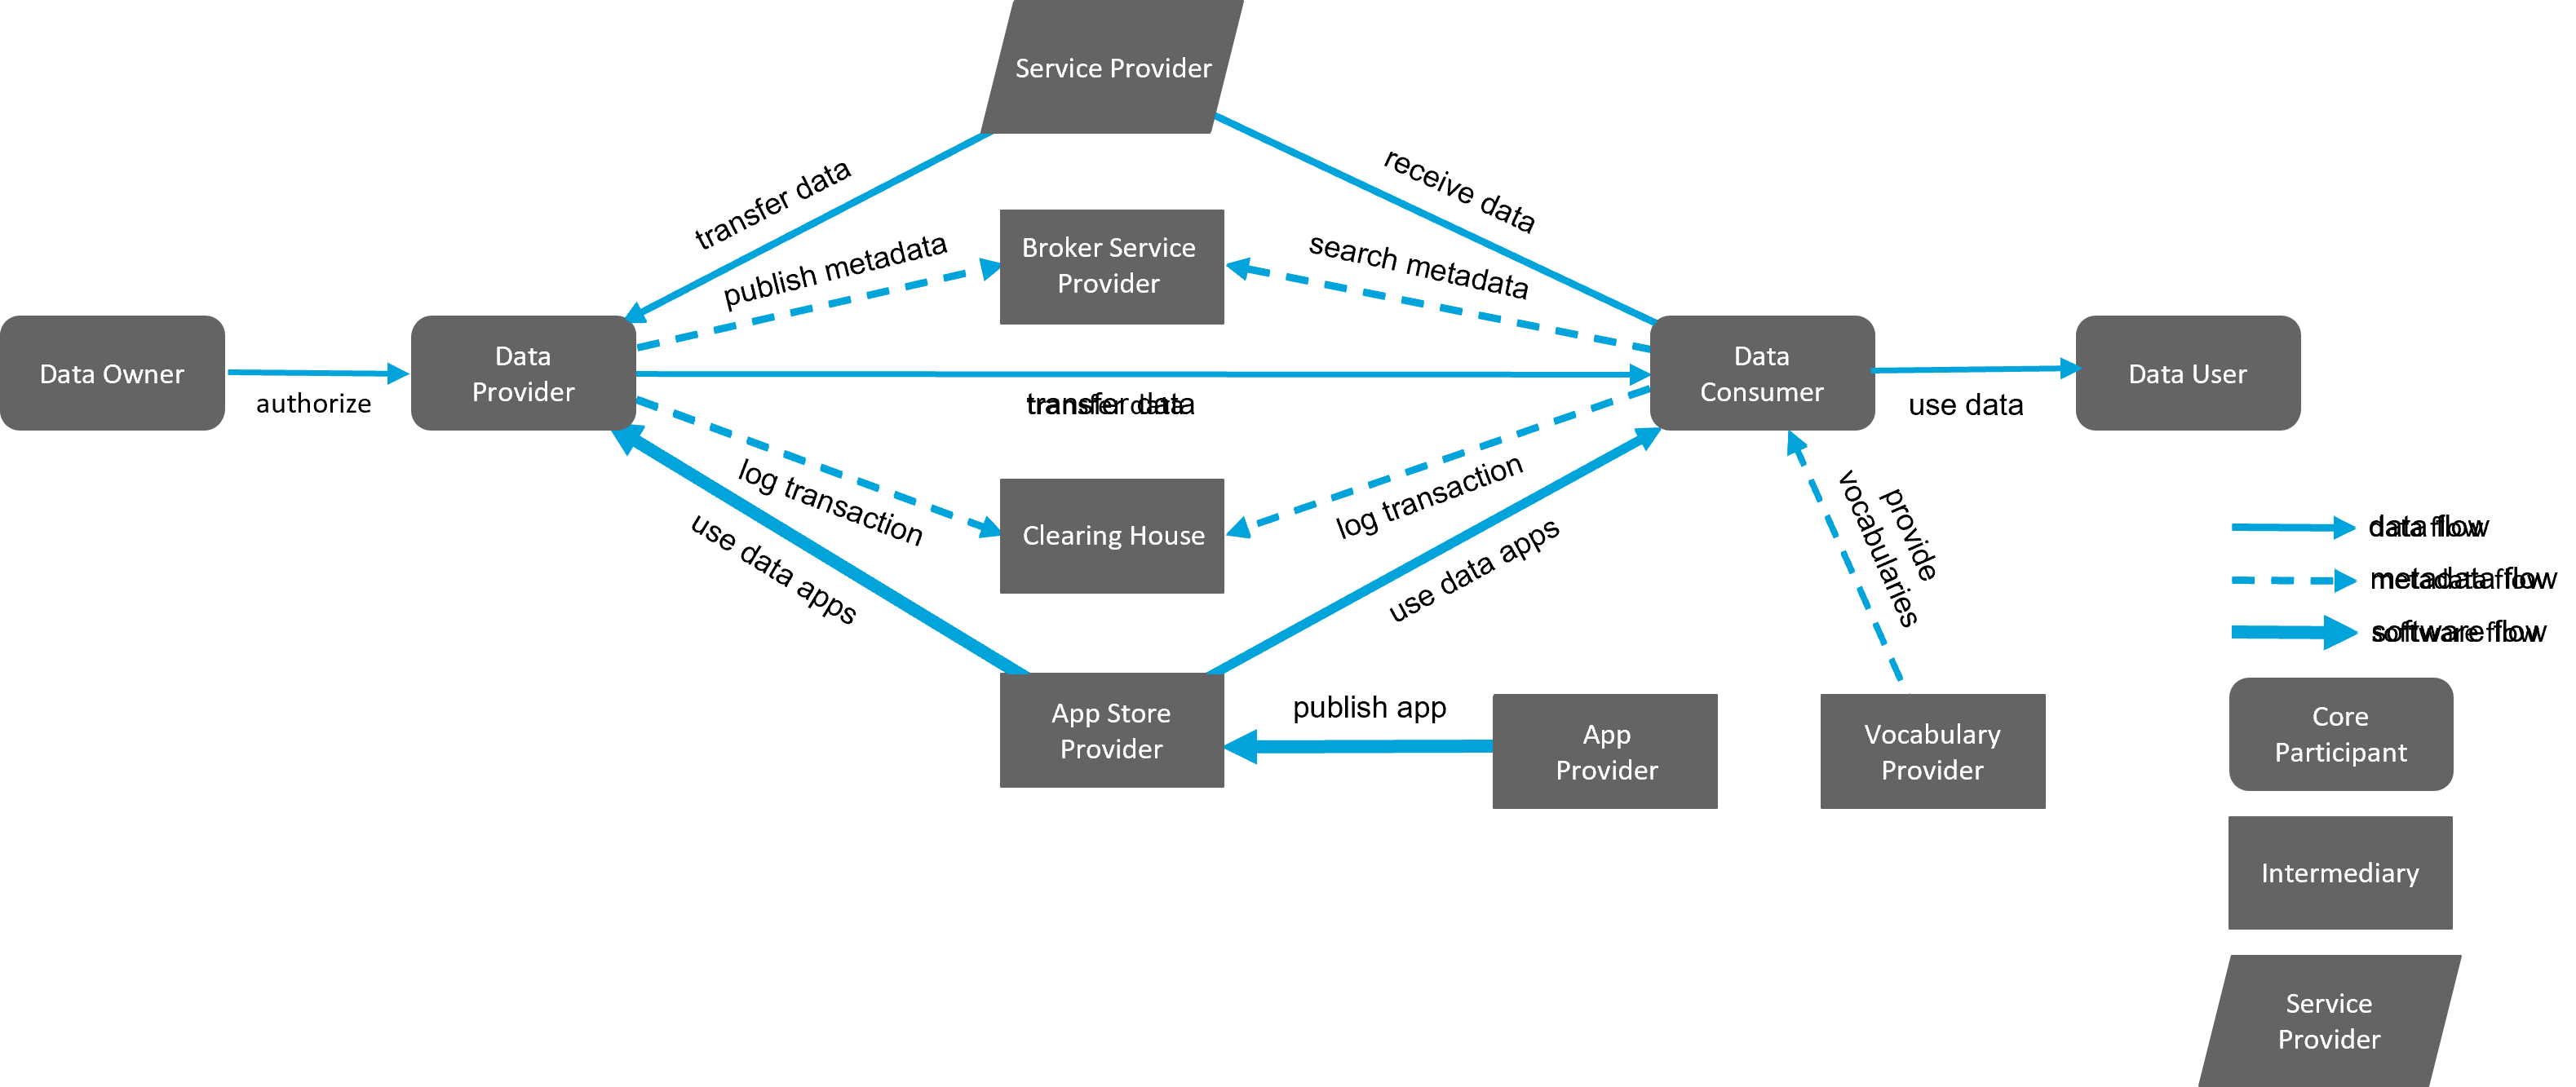 Service Provider
transfer data
receive data
publish metadata
Broker Service
Provider
search metadata
Data Owner
authorize
Data
Provider
transfer data
Data
Consumer
use data
Data User
log transaction
Clearing House
log transaction
use data apps
use data apps
provide
vocabularies
App Store
Provider
publish app
App
Provider
Vocabulary
Provider
data flow
metadata flow
software flow
Core
Participant
Intermediary
Service
Provider